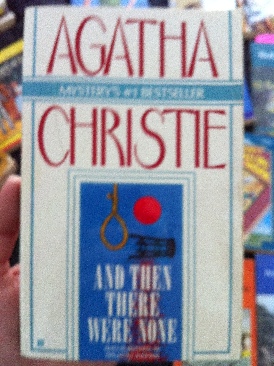 AGATHA
MYSTERY'S #1 BESTSELLER
CHRISTIE
AND THEN
THERE
WERE NONE